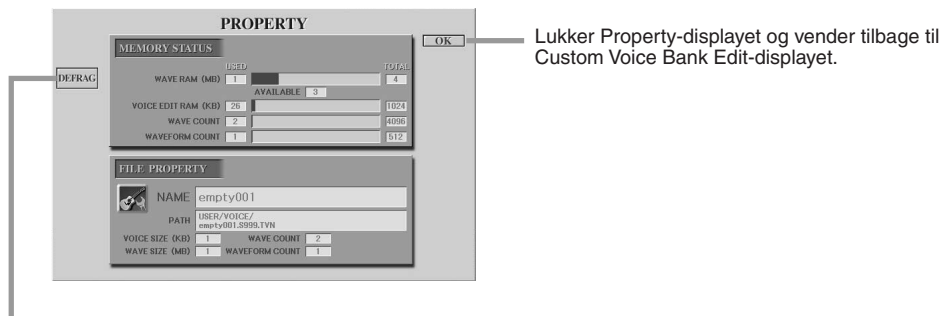 PROPERTY
MEMORY STATUS
OK
Lukker Property-displayet og vender tilbage til
Custom Voice Bank Edit-displayet.
DEFRAG
USED
TOTAL
WAVE RAM (MB) 1 4
AVAILABLE 3
VOICE EDIT RAM (KB) 26 1024
WAVE COUNT 2 4096
WAVEFORM COUNT 1 512
FILE PROPERTY
NAME empty001
PATH USER/VOICE/
empty001.S999.TVN
VOICE SIZE (KB) 1 WAVE COUNT 2
WAVE SIZE (MB) 1 WAVEFORM COUNT 1